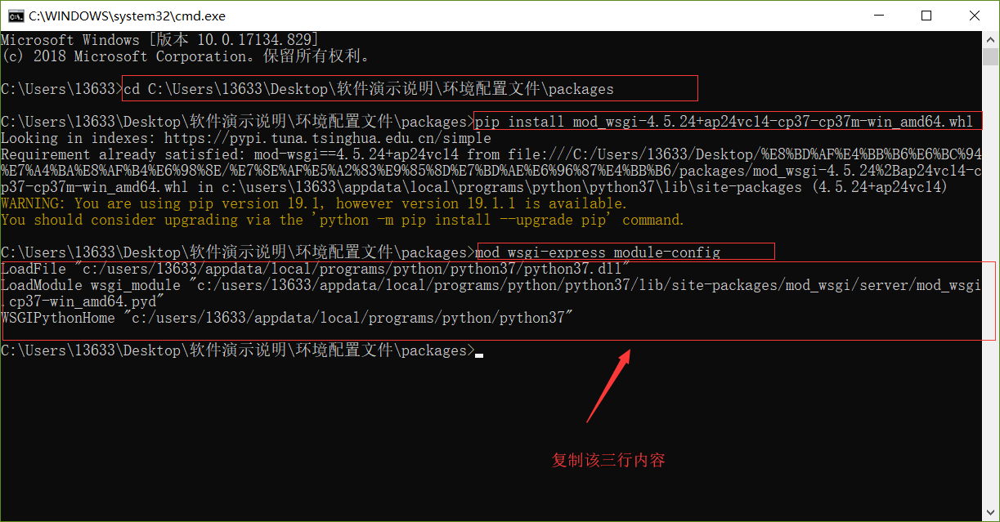 C:\WINDOWS\system32\cmd.exe
Microsoft Windows [版本 10.0.17134.829]
(c) 2018 Microsoft Corporation。保留所有权利。
C:\Users\13633>cd C:\Users\13633\Desktop\软件演示说明\环境配置文件\packages
C:\Users\13633\Desktop\软件演示说明\环境配置文件\packages>pip install mod_wsgi-4.5.24+ap24vc14-cp37-cp37m-win_amd64.whl
Looking in indexes: https://pypi.tuna.tsinghua.edu.cn/simple
Requirement already satisfied: mod-wsgi==4.5.24+ap24vc14 from file:///C:/Users/13633/Desktop/%E8%BD%AF%E4%BB%B6%E6%BC%94
%E7%A4%BA%E8%AF%B4%E6%98%8E/%E7%8E%AF%E5%A2%83%E9%85%8D%E7%BD%AE%E6%96%87%E4%BB%B6/packages/mod_wsgi-4.5.24%2Bap24vc14-c
p37-cp37m-win_amd64.whl in c:\users\13633\appdata\local\programs\python\python37\lib\site-packages (4.5.24+ap24vc14)
WARNING: You are using pip version 19.1, however version 19.1.1 is available.
You should consider upgrading via the 'python -m pip install --upgrade pip' command.
C:\Users\13633\Desktop\软件演示说明\环境配置文件\packages>mod_wsgi-express module-config
LoadFile "c:/users/13633/appdata/local/programs/python/python37/python37.dll"
LoadModule wsgi_module "c:/users/13633/appdata/local/programs/python/python37/lib/site-packages/mod_wsgi/server/mod_wsgi
.cp37-win_amd64.pyd"
WSGIPythonHome "c:/users/13633/appdata/local/programs/python/python37"
C:\Users\13633\Desktop\软件演示说明\环境配置文件\packages>
复制该三行内容